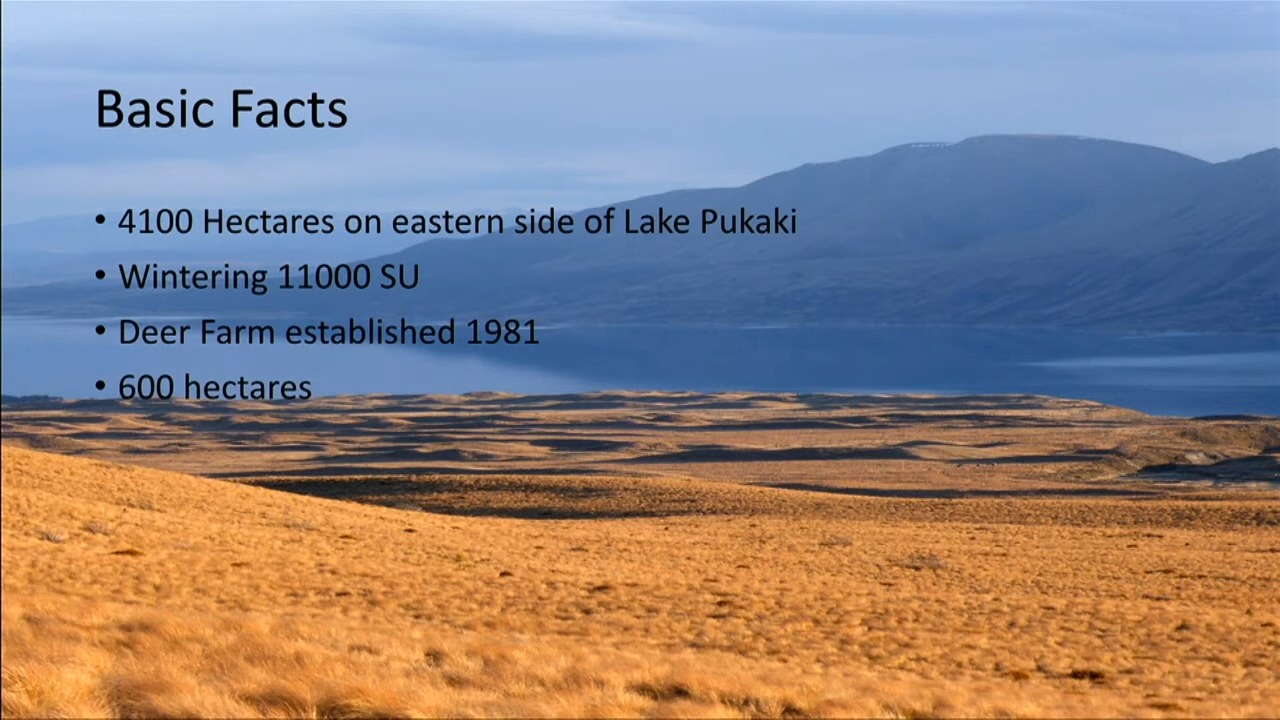 Basic Facts
• 4100 Hectares on eastern side of Lake Pukaki
• Wintering 11000 SU
• Deer Farm established 1981
• 600 hectares